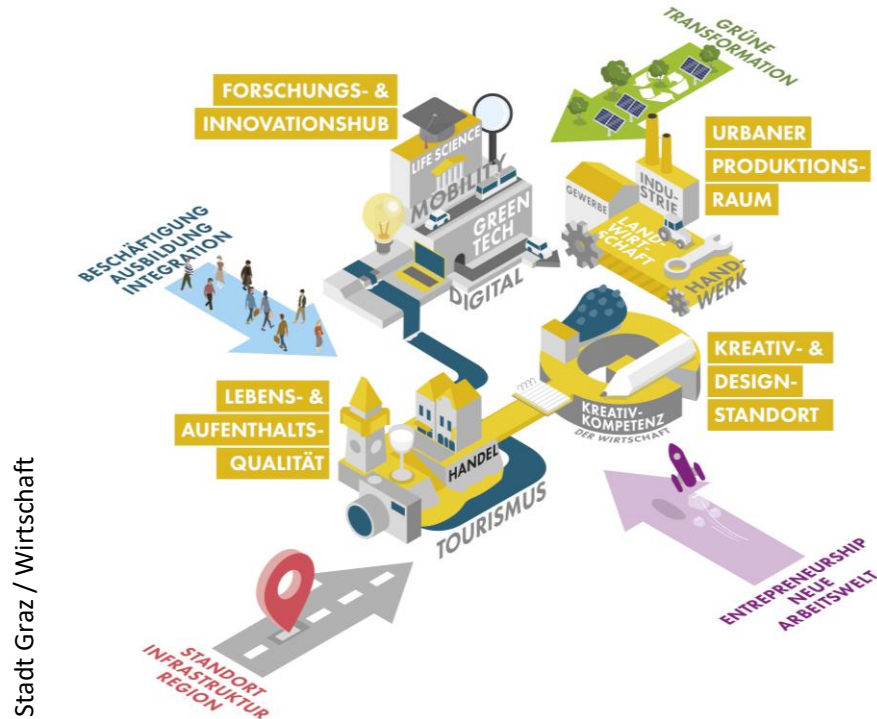 GRÜNE
TRANSFORMATION
FORSCHUNGS- &
INNOVATIONSHUB
LIFE SCIENCE
MOBILITY
GREEN
TECH
DIGITAL
URBANER
PRODUKTIONS-
RAUM
INDU-
STRIE
GEWERBE
LAND-
WIRT-
SCHAFT
HAND-
WERK
BESCHÄFTIGUNG
AUSBILDUNG
INTEGRATION
LEBENS- &
AUFENTHALTS-
QUALITÄT
HANDEL
TOURISMUS
KREATIV-
KOMPETENZ
DER WIRTSCHAFT
KREATIV- &
DESIGN-
STANDORT
ENTREPRENEURSHIP
NEUE
ARBEITSWELT
STANDORT
INFRASTRUKTUR
REGION
Stadt Graz / Wirtschaft